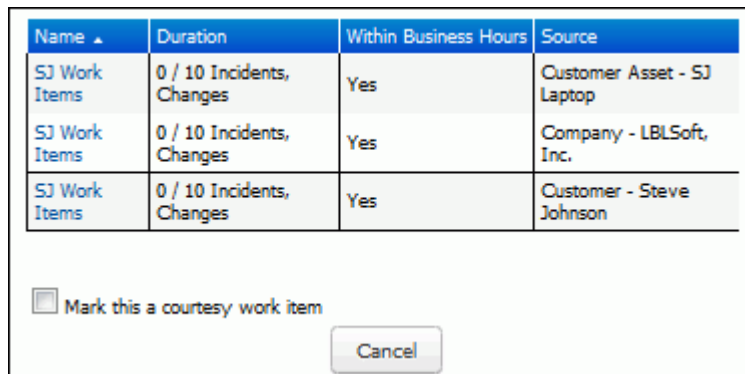 Name Duration Within Business Hours Source
SJ Work 0 / 10 Incidents, Yes Customer Asset - SJ
Items Changes Laptop
SJ Work 0 / 10 Incidents, Yes Company - LBLSoft,
Items Changes Inc.
SJ Work 0 / 10 Incidents, Yes Customer - Steve
Items Changes Johnson
Mark this a courtesy work item
Cancel